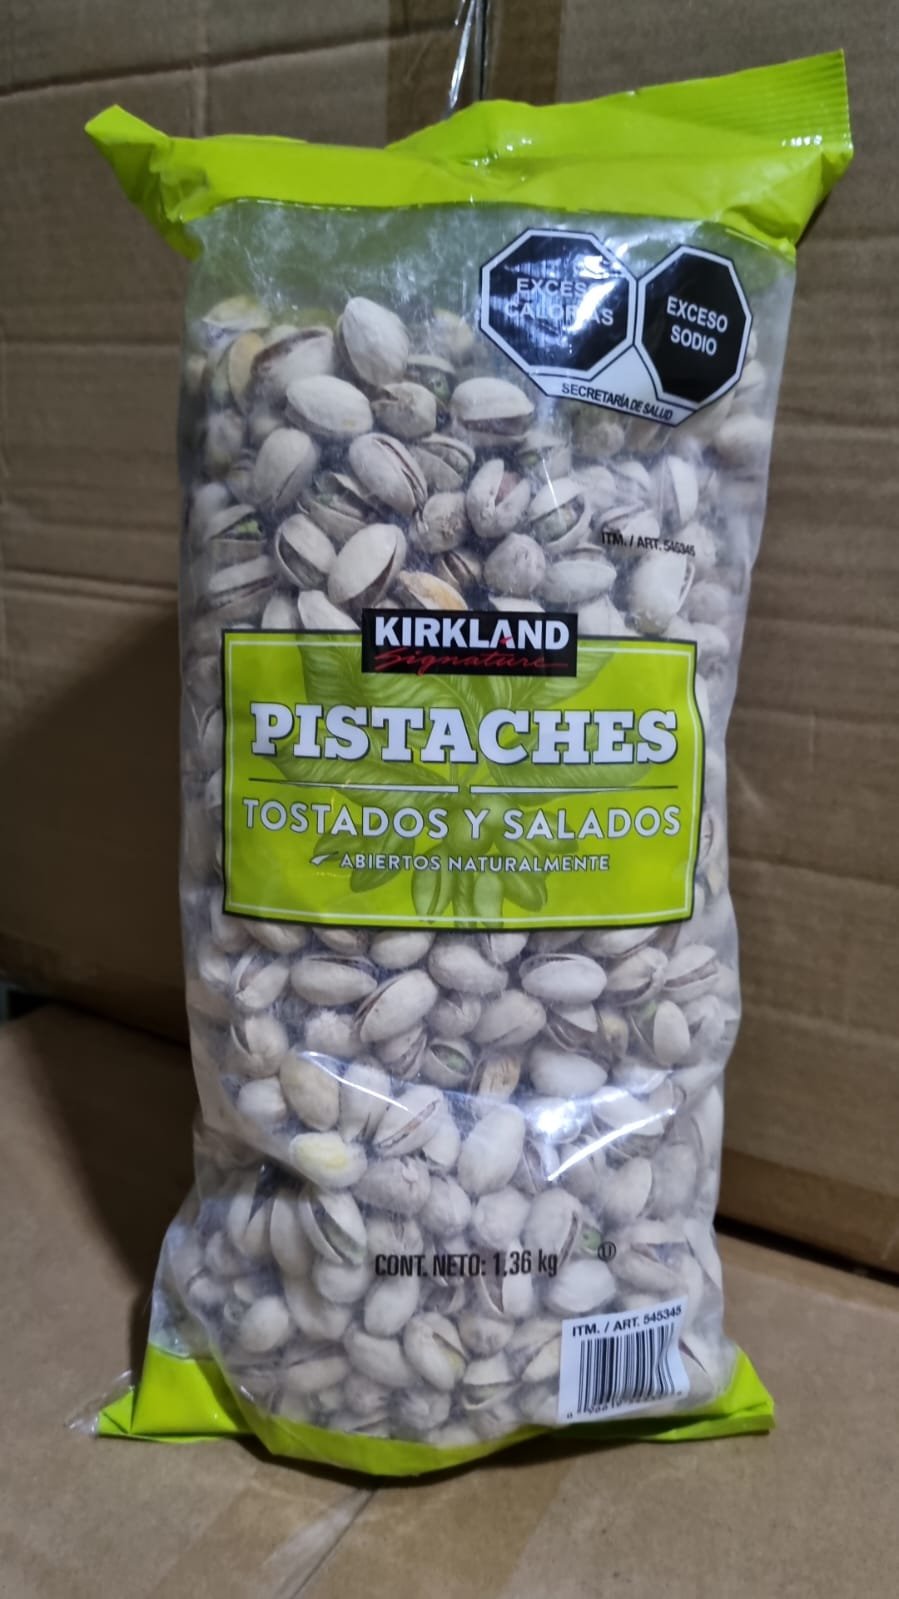 EXCESO
CALORÍAS
EXCESO
SODIO
SECRETARÍA DE SALUD
ITM. / ART. 545345
KIRKLAND
Signature
PISTACHES
TOSTADOS Y SALADOS
ABIERTOS NATURALMENTE
CONT. NETO: 1.36 kg
ITM. / ART. 545345